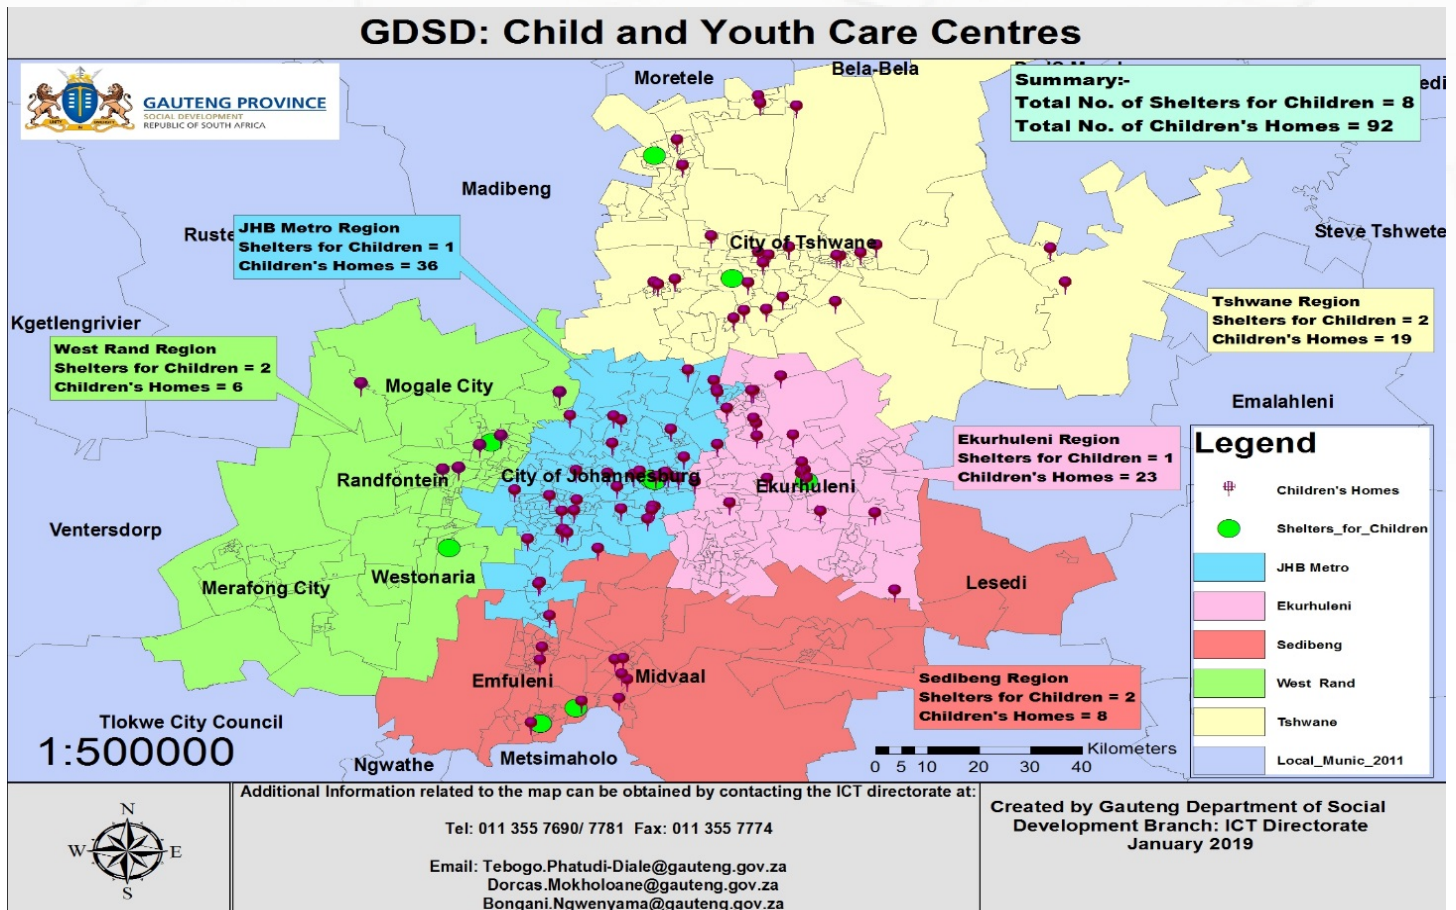 GDSD: Child and Youth Care Centres
GAUTENG PROVINCE
SOCIAL DEVELOPMENT
REPUBLIC OF SOUTH AFRICA
Moretele
Bela-Bela
Summary:-
Total No. of Shelters for Children = 8
Total No. of Children's Homes = 92
Madibeng
Ruste
JHB Metro Region
Shelters for Children = 1
Children's Homes = 36
City of Tshwane
Steve Tshwete
Kgetlengrivier
West Rand Region
Shelters for Children = 2
Children's Homes = 6
Tshwane Region
Shelters for Children = 2
Children's Homes = 19
Mogale City
Emalahleni
Randfontein
City of Johannesburg
Ekurhuleni
Ekurhuleni Region
Shelters for Children = 1
Children's Homes = 23
Ventersdorp
Merafong City
Westonaria
Lesedi
Emfuleni
Midvaal
Sedibeng Region
Shelters for Children = 2
Children's Homes = 8
Tlokwe City Council
Ngwathe
Metsimaholo
1:500000
Kilometers
0 5 10 20 30 40
Legend
Children's Homes
Shelters_for_Children
JHB Metro
Ekurhuleni
Sedibeng
West Rand
Tshwane
Local_Munic_2011
N
W E
S
Additional Information related to the map can be obtained by contacting the ICT directorate at:
Tel: 011 355 7690/ 7781 Fax: 011 355 7774
Email: Tebogo.Phatudi-Diale@gauteng.gov.za
Dorcas.Mokholoane@gauteng.gov.za
Bongani.Ngwenyama@gauteng.gov.za
Created by Gauteng Department of Social
Development Branch: ICT Directorate
January 2019